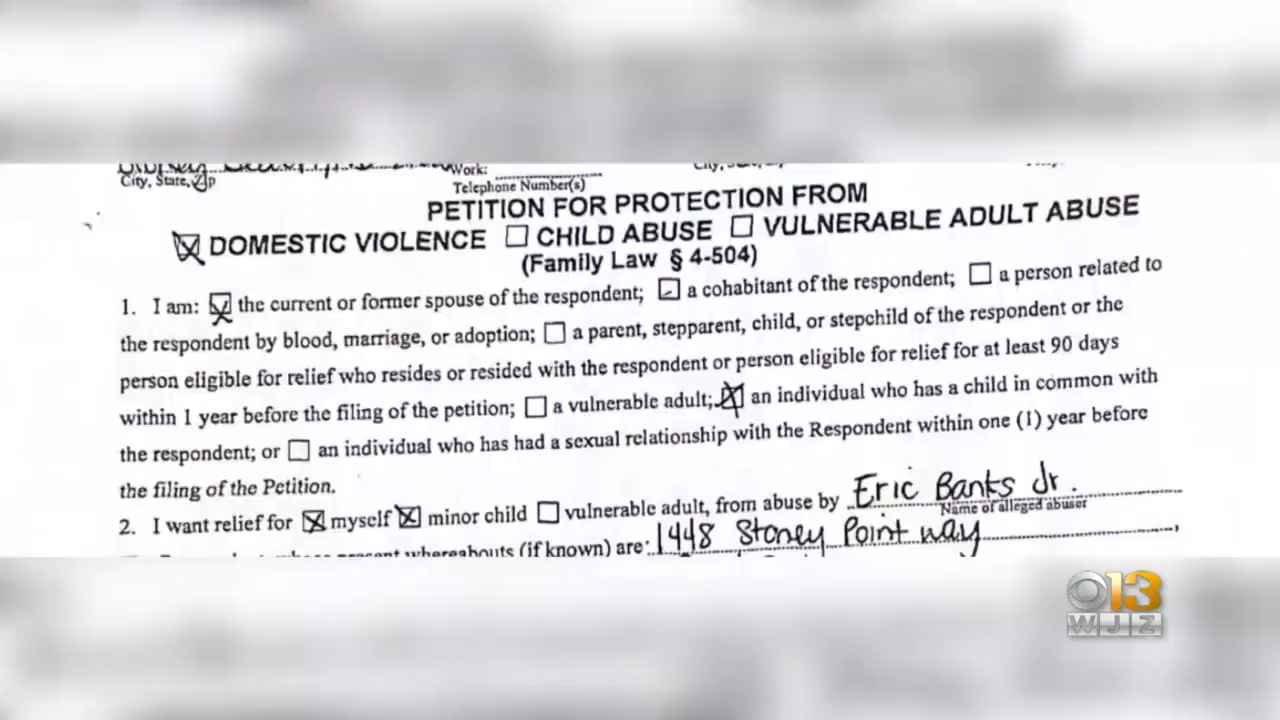 Work:
City, State, Zip
Telephone Number(s)
PETITION FOR PROTECTION FROM
DOMESTIC VIOLENCE CHILD ABUSE VULNERABLE ADULT ABUSE
(Family Law § 4-504)
1. I am: the current or former spouse of the respondent; a cohabitant of the respondent; a person related to
the respondent by blood, marriage, or adoption; a parent, stepparent, child, or stepchild of the respondent or the
person eligible for relief who resides or resided with the respondent or person eligible for relief for at least 90 days
within 1 year before the filing of the petition; a vulnerable adult; an individual who has a child in common with
the respondent; or an individual who has had a sexual relationship with the Respondent within one (1) year before
the filing of the Petition.
2. I want relief for myself minor child vulnerable adult, from abuse by Eric Banks Jr.
Name of alleged abuser
whereabouts (if known) are: 1448 Stoney Point way
13
WJZ